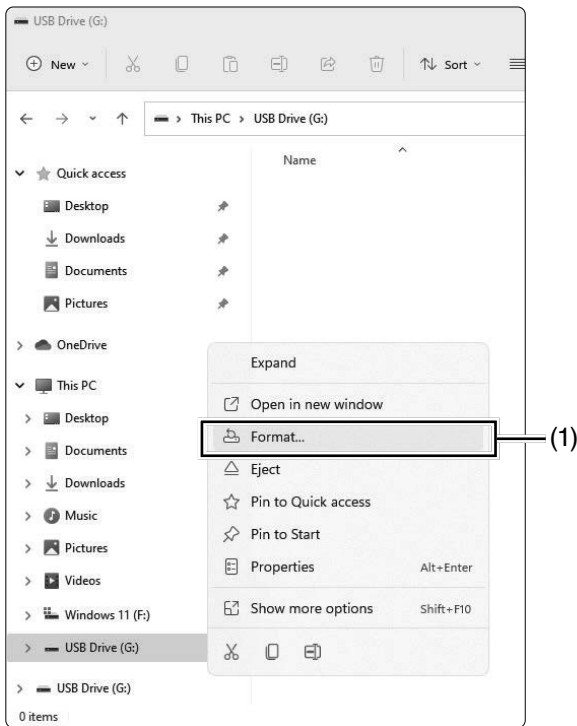 USB Drive (G:)
New Sort
This PC > USB Drive (G:)
Name
Quick access
Desktop
Downloads
Documents
Pictures
OneDrive
This PC
Desktop
Documents
Downloads
Music
Pictures
Videos
Windows 11 (F:)
USB Drive (G:)
USB Drive (G:)
0 items
Expand
Open in new window
Format...
(1)
Eject
Pin to Quick access
Pin to Start
Properties Alt+Enter
Show more options Shift+F10